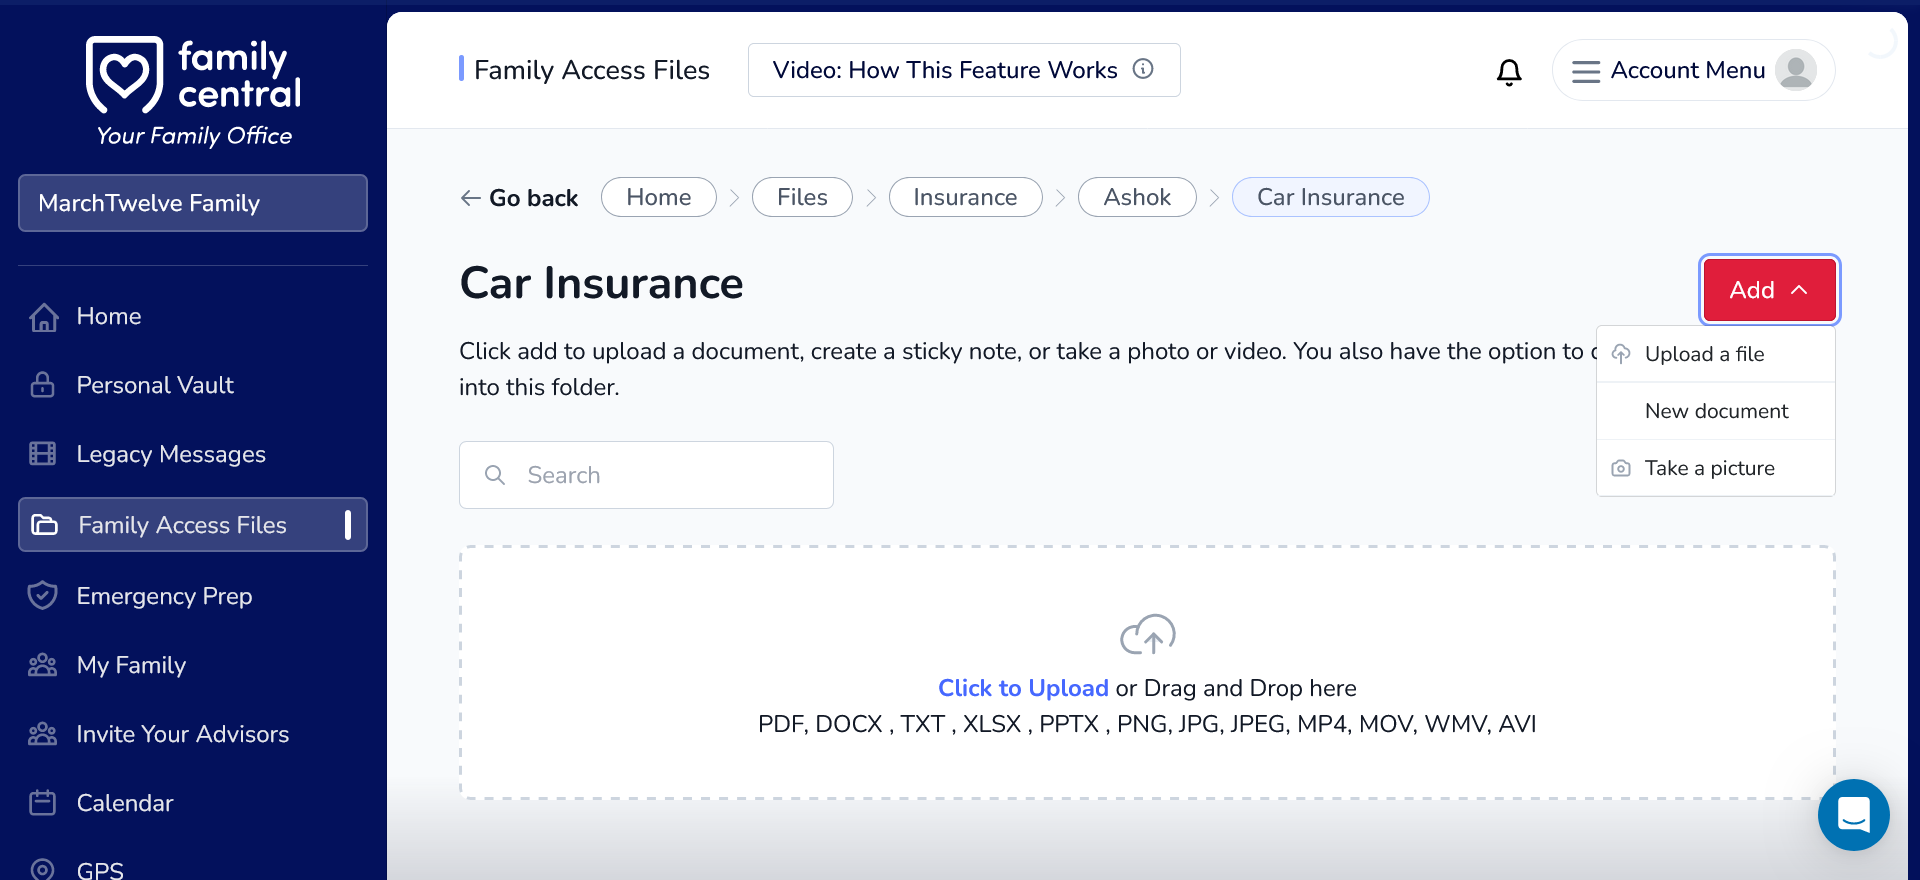 family
central
Your Family Office
MarchTwelve Family
Home
Personal Vault
Legacy Messages
Family Access Files
Emergency Prep
My Family
Invite Your Advisors
Calendar
GPS
Family Access Files
Video: How This Feature Works
Account Menu
Go back
Home
Files
Insurance
Ashok
Car Insurance
Car Insurance
Add
Click add to upload a document, create a sticky note, or take a photo or video. You also have the option to
into this folder.
Upload a file
New document
Take a picture
Search
Click to Upload or Drag and Drop here
PDF, DOCX , TXT , XLSX , PPTX , PNG, JPG, JPEG, MP4, MOV, WMV, AVI